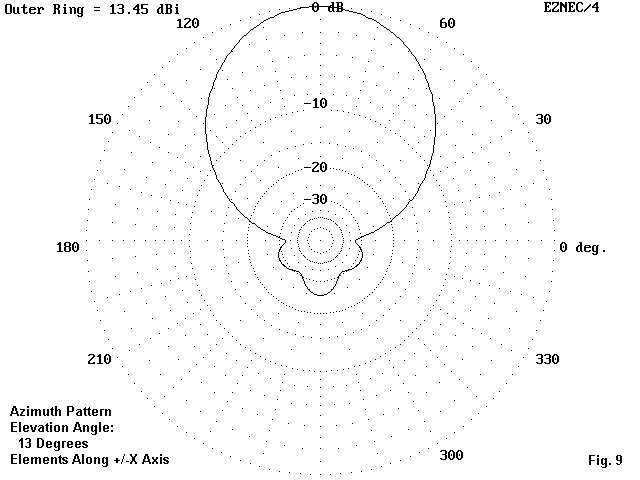 Outer Ring = 13.45 dBi
0 dB
EZNEC/4
120
60
-10
150
30
-20
-30
180
0 deg.
210
330
Azimuth Pattern
Elevation Angle:
13 Degrees
Elements Along +/-X Axis
300
Fig. 9